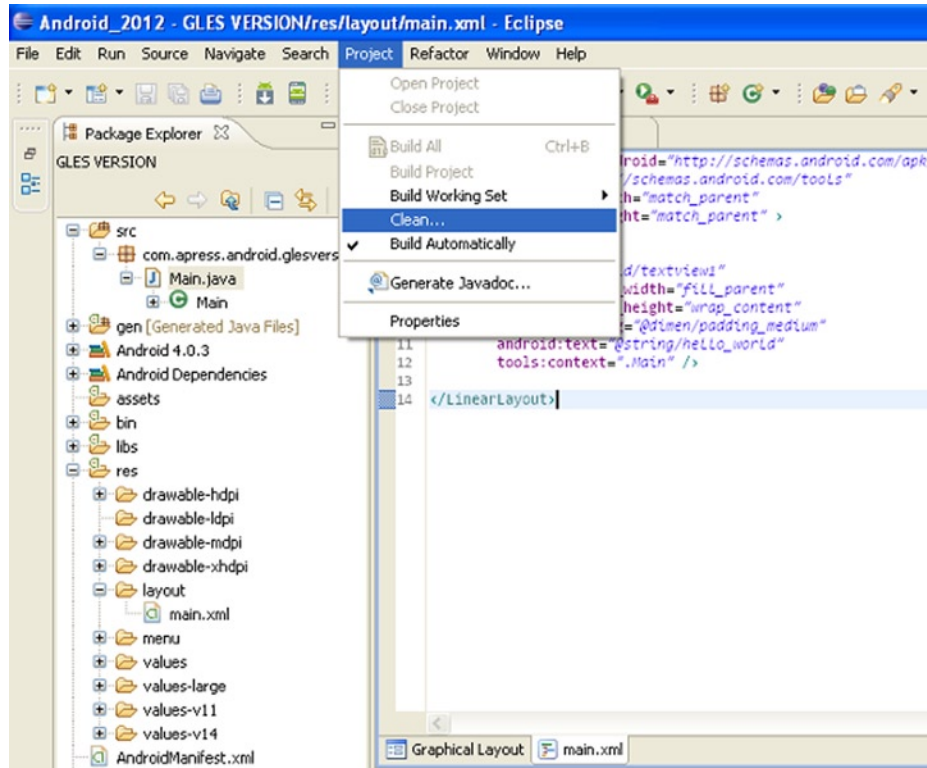 Android_2012 - GLES VERSION/res/layout/main.xml - Eclipse
File Edit Run Source Navigate Search Project Refactor Window Help
Package Explorer
GLES VERSION
src
com.apress.android.glesvers
Main.java
Main
gen [Generated Java Files]
Android 4.0.3
Android Dependencies
assets
bin
libs
res
drawable-hdpi
drawable-ldpi
drawable-mdpi
drawable-xhdpi
layout
main.xml
menu
values
values-large
values-v11
values-v14
AndroidManifest.xml
Open Project
Close Project
Build All Ctrl+B
Build Project
Build Working Set
Clean...
Build Automatically
Generate Javadoc...
Properties
roid="http://schemas.android.com/apk
/schemas.android.com/tools"
h="match_parent"
ht="match_parent" >
d/textview1"
width="fill_parent"
height="wrap_content"
="@dimen/padding_medium"
11 android:text="@string/hello_world"
12 tools:context=".Main" />
13
14 </LinearLayout>
Graphical Layout main.xml